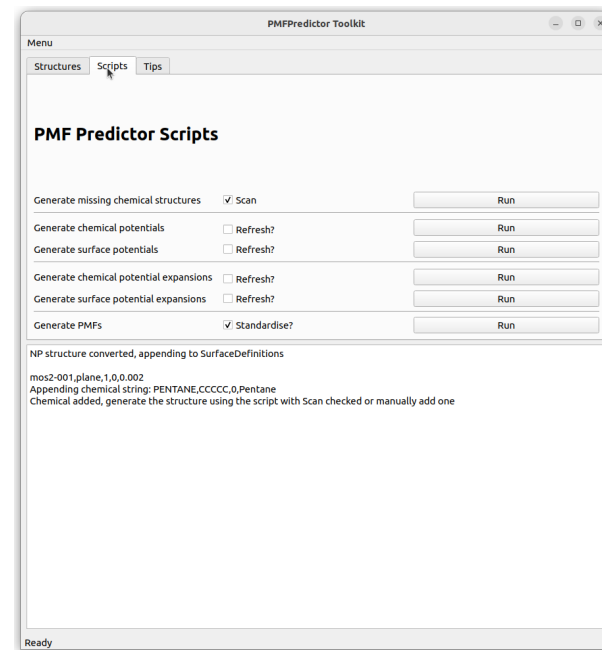 PMFPredictor Toolkit
Menu
Structures Scripts Tips
PMF Predictor Scripts
Generate missing chemical structures Scan Run
Generate chemical potentials Refresh? Run
Generate surface potentials Refresh? Run
Generate chemical potential expansions Refresh? Run
Generate surface potential expansions Refresh? Run
Generate PMFs Standardise? Run
NP structure converted, appending to SurfaceDefinitions
mos2-001,plane,1,0,0.002
Appending chemical string: PENTANE,CCCCC,0,Pentane
Chemical added, generate the structure using the script with Scan checked or manually add one
Ready